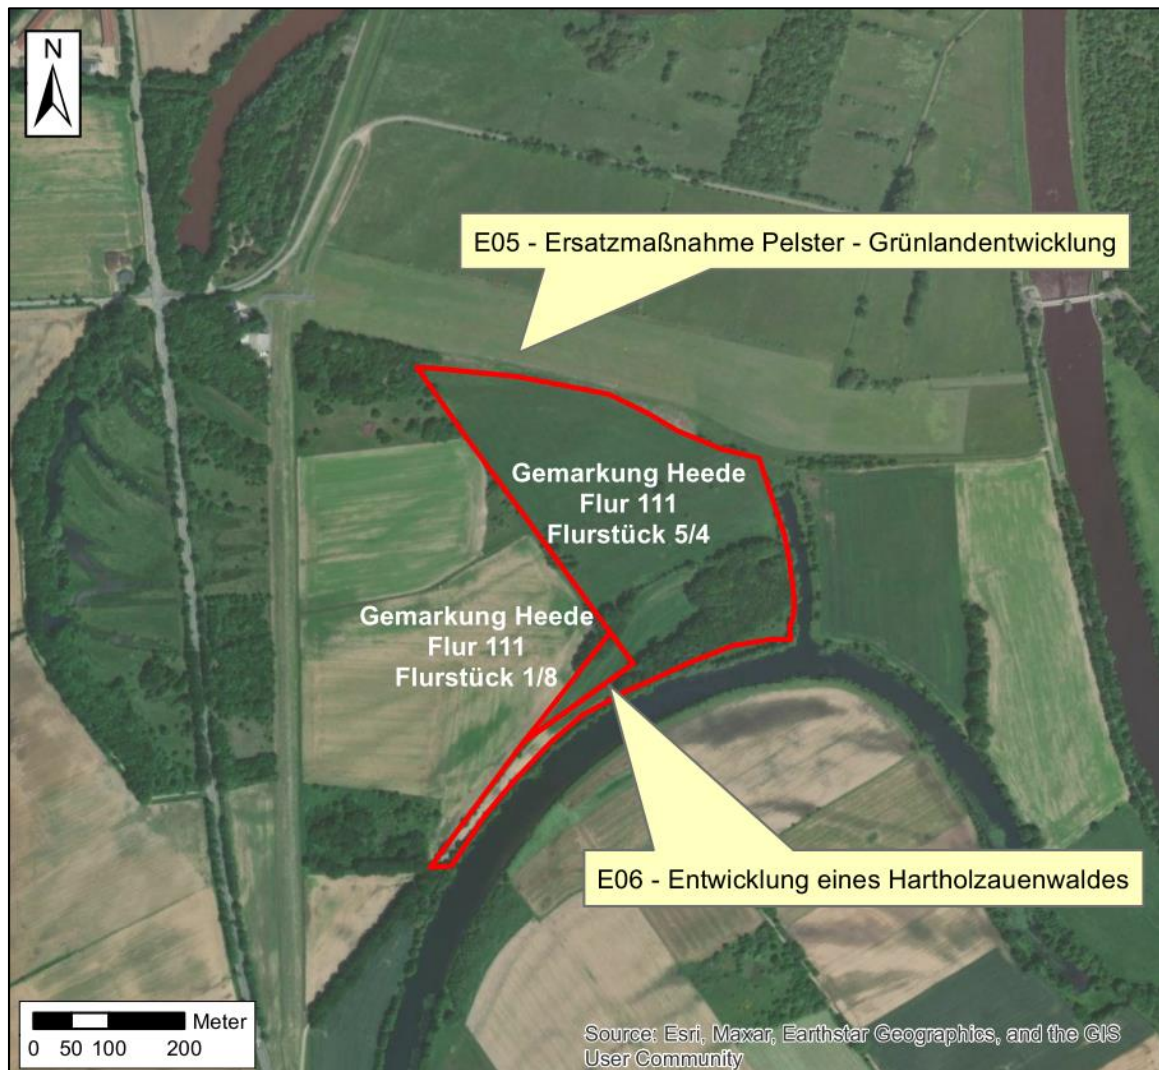 N
E05 - Ersatzmaßnahme Pelster - Grünlandentwicklung
Gemarkung Heede
Flur 111
Flurstück 5/4
Gemarkung Heede
Flur 111
Flurstück 1/8
E06 - Entwicklung eines Hartholzauenwaldes
Meter
0 50 100 200
Source: Esri, Maxar, Earthstar Geographics, and the GIS
User Community